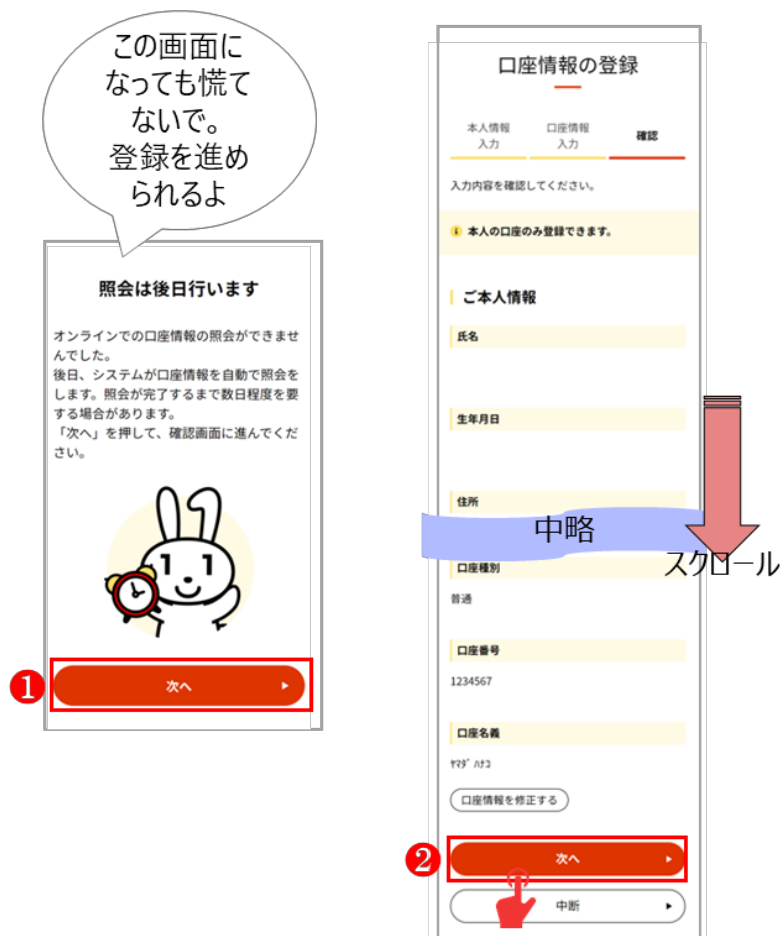 この画面に
なっても慌て
ないで。
登録を進め
られるよ
照会は後日行います
オンラインでの口座情報の照会ができませ
んでした。
後日、システムが口座情報を自動で照会を
します。照会が完了するまで数日程度を要
する場合があります。
「次へ」を押して、確認画面に進んでくだ
さい。
1 1
❶
次へ
口座情報の登録
本人情報
入力
口座情報
入力
確認
入力内容を確認してください。
本人の口座のみ登録できます。
ご本人情報
氏名
生年月日
住所
中略
スクロール
口座種別
普通
口座番号
1234567
口座名義
ﾔﾏﾀﾞ ﾊﾅｺ
口座情報を修正する
❷
次へ
中断